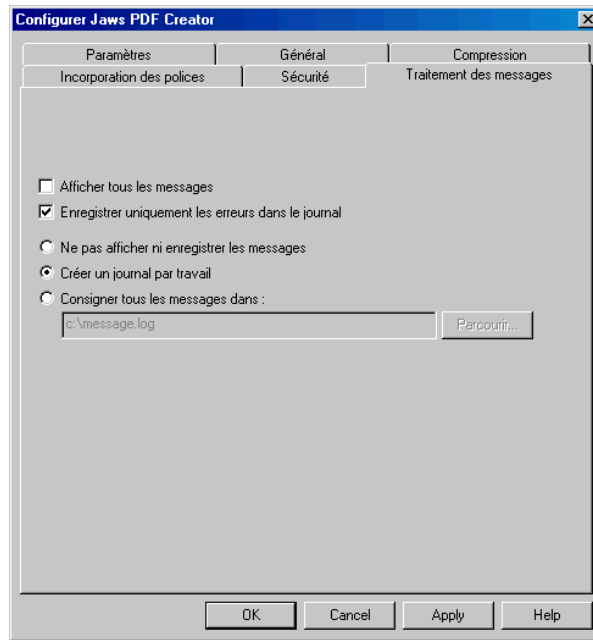 Configurer Jaws PDF Creator
Paramètres Général Compression
Incorporation des polices Sécurité Traitement des messages
Afficher tous les messages
Enregistrer uniquement les erreurs dans le journal
Ne pas afficher ni enregistrer les messages
Créer un journal par travail
Consigner tous les messages dans :
c:\message.log Parcourir...
OK Cancel Apply Help